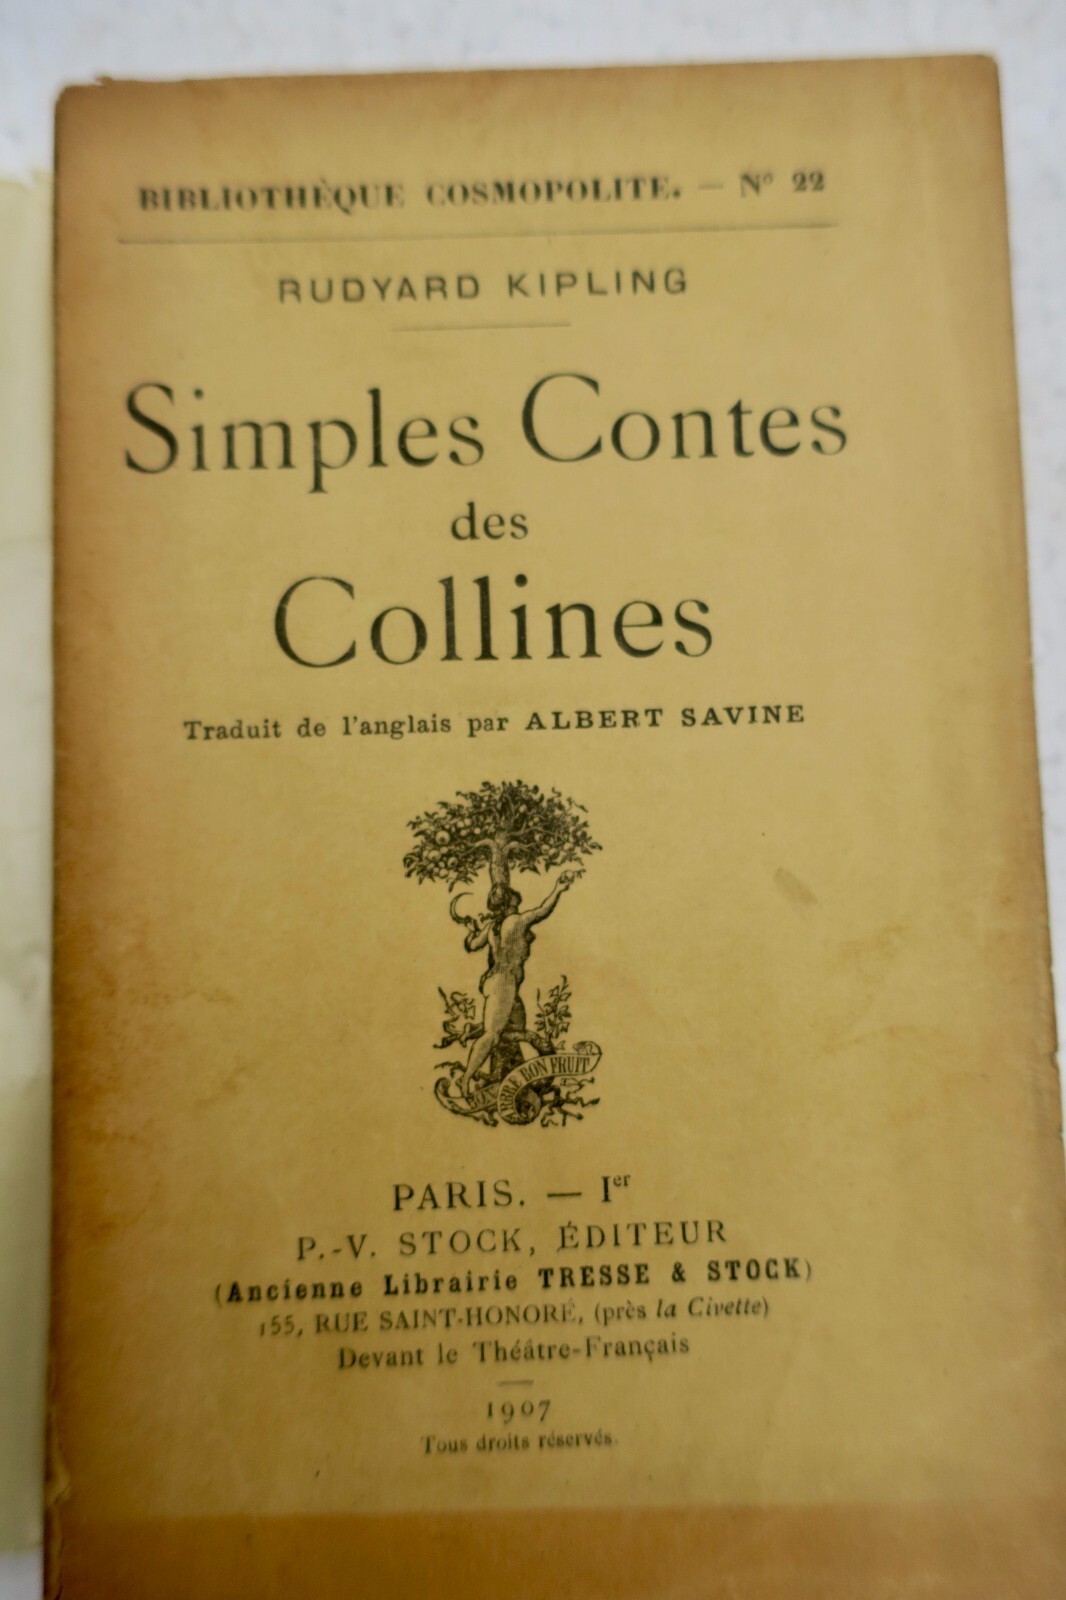 BIBLIOTHÈQUE COSMOPOLITE. — Nº 22
RUDYARD KIPLING
Simples Contes
des
Collines
Traduit de l'anglais par ALBERT SAVINE
BON ARBRE BON FRUIT
PARIS. — Ier
P.-V. STOCK, ÉDITEUR
(Ancienne Librairie TRESSE & STOCK)
155, RUE SAINT-HONORÉ, (près la Civette)
Devant le Théâtre-Français
1907
Tous droits réservés.